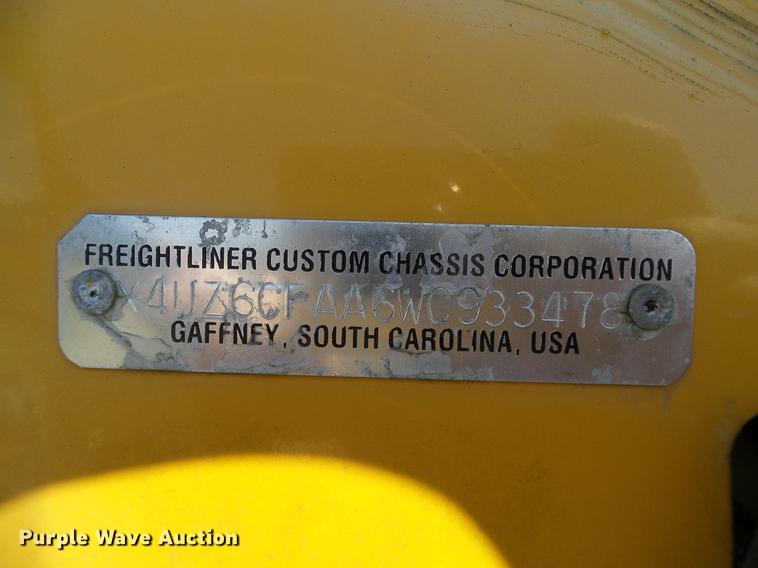 FREIGHTLINER CUSTOM CHASSIS CORPORATION
*4UZ6CFAA6WC933478*
GAFFNEY, SOUTH CAROLINA, USA
Purple Wave Auction